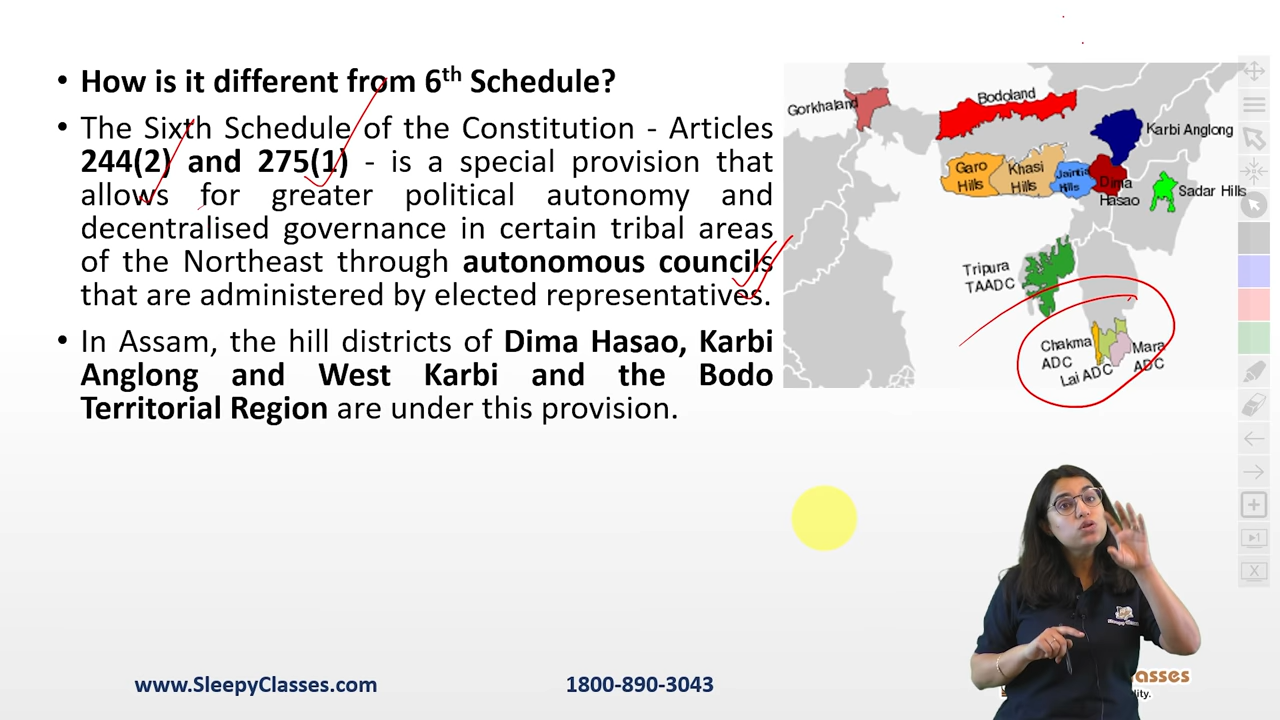 • How is it different from 6th Schedule?
• The Sixth Schedule of the Constitution - Articles
244(2) and 275(1) - is a special provision that
allows for greater political autonomy and
decentralised governance in certain tribal areas
of the Northeast through autonomous councils
that are administered by elected representatives.
• In Assam, the hill districts of Dima Hasao, Karbi
Anglong and West Karbi and the Bodo
Territorial Region are under this provision.
Gorkhaland
Bodoland
Karbi Anglong
Garo
Hills
Khasi
Hills
Jaintia
Hills
Dima
Hasao
Sadar Hills
Tripura
TAADC
Chakma
ADC
Lai ADC
Mara
ADC
Sleepy Classes
asses
lity.
www.SleepyClasses.com
1800-890-3043